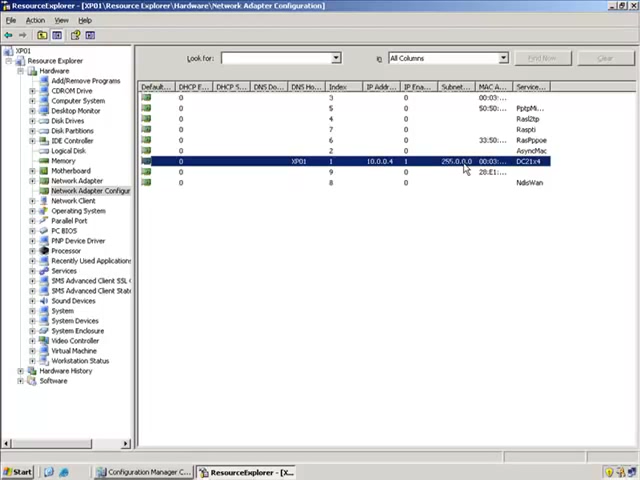 ResourceExplorer - [XP01\Resource Explorer\Hardware\Network Adapter Configuration]
File Action View Help
XP01
Resource Explorer
Hardware
Add/Remove Programs
CDROM Drive
Computer System
Desktop Monitor
Disk Drives
Disk Partitions
IDE Controller
Logical Disk
Memory
Motherboard
Network Adapter
Network Adapter Configur
Network Client
Operating System
Parallel Port
PC BIOS
PNP Device Driver
Processor
Recently Used Applications
Services
SMS Advanced Client SSL C
SMS Advanced Client State
Sound Devices
System
System Devices
System Enclosure
Video Controller
Virtual Machine
Workstation Status
Hardware History
Software
Look for: in All Columns Find Now Clear
Default... DHCP E... DHCP S... DNS Do... DNS Ho... Index IP Addr... IP Ena... Subnet... MAC A... Service...
0 3 0 00:03:...
0 5 0 50:50:... PptpMi...
0 4 0 Rasl2tp
0 7 0 Raspti
0 6 0 33:50:... RasPppoe
0 2 0 AsyncMac
0 XP01 1 10.0.0.4 1 255.0.0.0 00:03:... DC21x4
0 9 0 28:E1:...
0 8 0 NdisWan
Start Configuration Manager C... ResourceExplorer - [X...